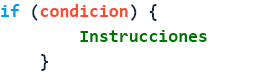 if (condicion) {
        Instrucciones
    }